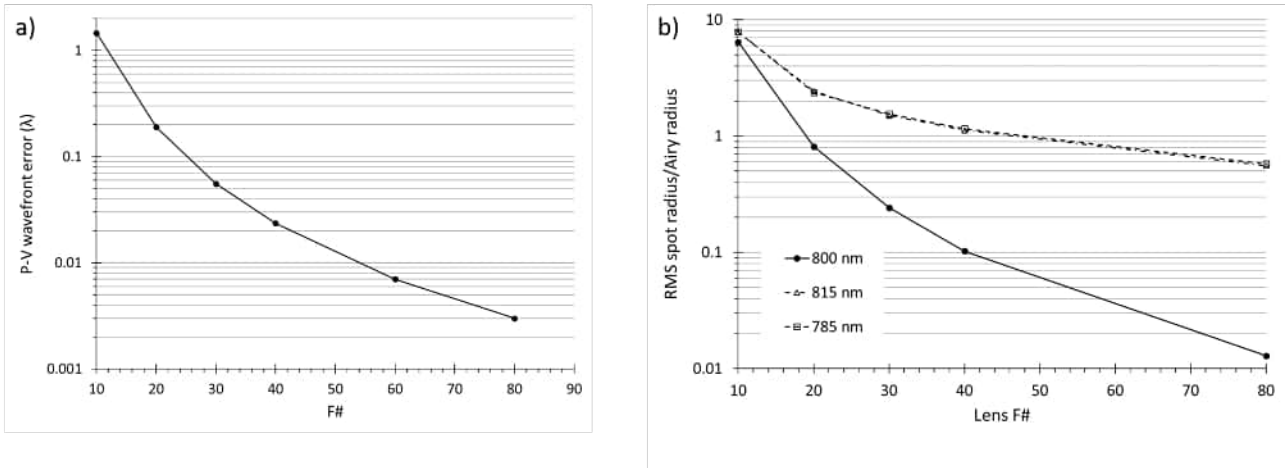 a)
P-V wavefront error (λ)
1
0.1
0.01
0.001
10 20 30 40 50 60 70 80 90
F#
b)
RMS spot radius/Airy radius
10
1
0.1
0.01
800 nm
815 nm
785 nm
10 20 30 40 50 60 70 80
Lens F#